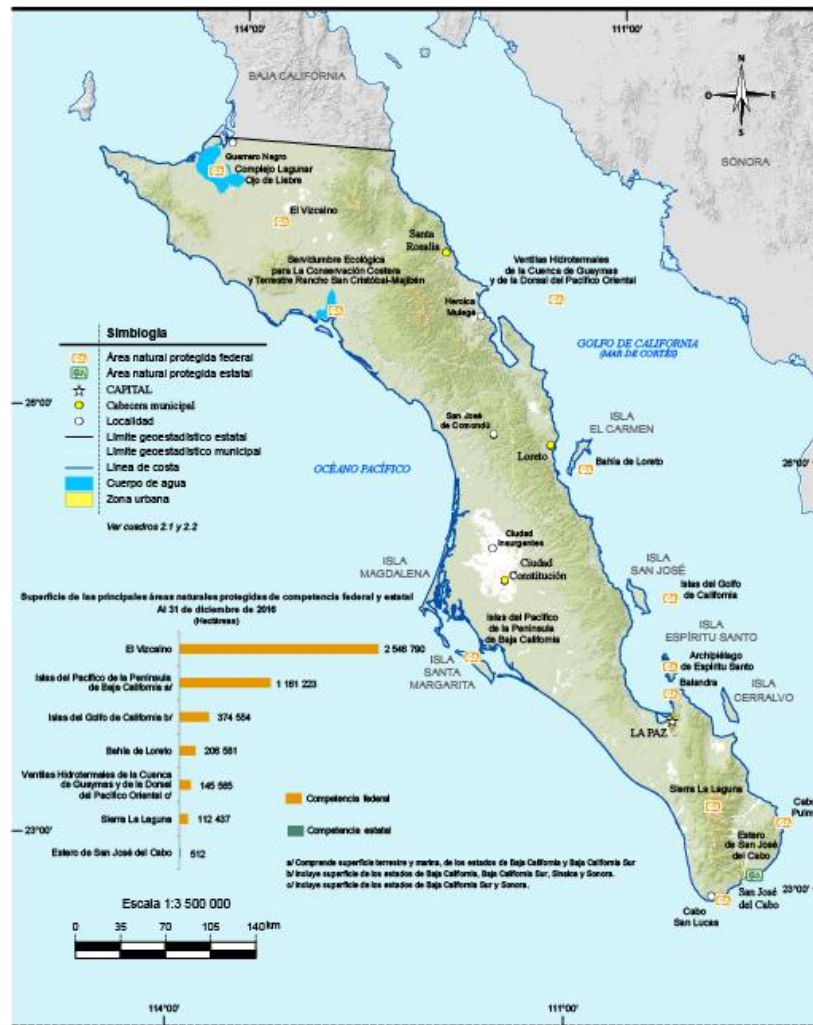 114°00'
111°00'
BAJA CALIFORNIA
N
O
E
S
SONORA
Guerrero Negro
Complejo Lagunar
Ojo de Liebre
El Vizcaíno
Santa
Rosalía
Servidumbre Ecológica
para La Conservación Costera
y Terrestre Rancho San Cristóbal-Majibén
Ventilas Hidrotermales
de la Cuenca de Guaymas
y de la Dorsal del Pacífico Oriental
Heroica
Mulegé
GOLFO DE CALIFORNIA
(MAR DE CORTÉS)
Simbología
Área natural protegida federal
Área natural protegida estatal
CAPITAL
Cabecera municipal
Localidad
Límite geoestadístico estatal
Límite geoestadístico municipal
Línea de costa
Cuerpo de agua
Zona urbana
Ver cuadros 2.1 y 2.2
26°00'
26°00'
San José
de Comondú
ISLA
EL CARMEN
Loreto
Bahía de Loreto
OCÉANO PACÍFICO
Ciudad
Insurgentes
Ciudad
Constitución
ISLA
MAGDALENA
ISLA
SAN JOSÉ
Islas del Golfo
de California
Islas del Pacífico
de la Península
de Baja California
ISLA
ESPÍRITU SANTO
Archipiélago
de Espíritu Santo
Balandra
ISLA
CERRALVO
ISLA
SANTA
MARGARITA
LA PAZ
Sierra La Laguna
Cabo
Pulmo
Estero
de San José
del Cabo
San José
del Cabo
Cabo
San Lucas
23°00'
23°00'
Superficie de las principales áreas naturales protegidas de competencia federal y estatal
Al 31 de diciembre de 2016
(Hectáreas)
El Vizcaíno
2 546 790
Islas del Pacífico de la Península
de Baja California a/
1 161 223
Islas del Golfo de California b/
374 554
Bahía de Loreto
206 581
Ventilas Hidrotermales de la Cuenca
de Guaymas y de la Dorsal
del Pacífico Oriental c/
145 565
Sierra La Laguna
112 437
Estero de San José del Cabo
512
Competencia federal
Competencia estatal
a/ Comprende superficie terrestre y marina, de los estados de Baja California y Baja California Sur
b/ Incluye superficie de los estados de Baja California, Baja California Sur, Sinaloa y Sonora.
c/ Incluye superficie de los estados de Baja California Sur y Sonora.
Escala 1:3 500 000
0 35 70 105 140 km
114°00'
111°00'